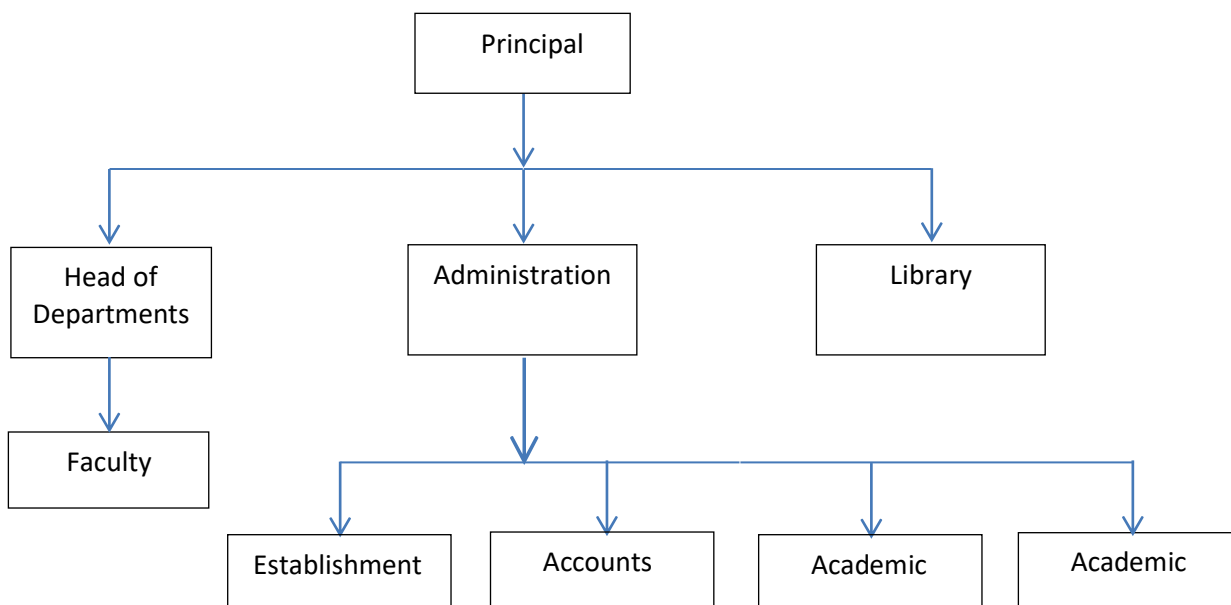 Principal
Head of
Departments
Administration
Library
Faculty
Establishment
Accounts
Academic
Academic